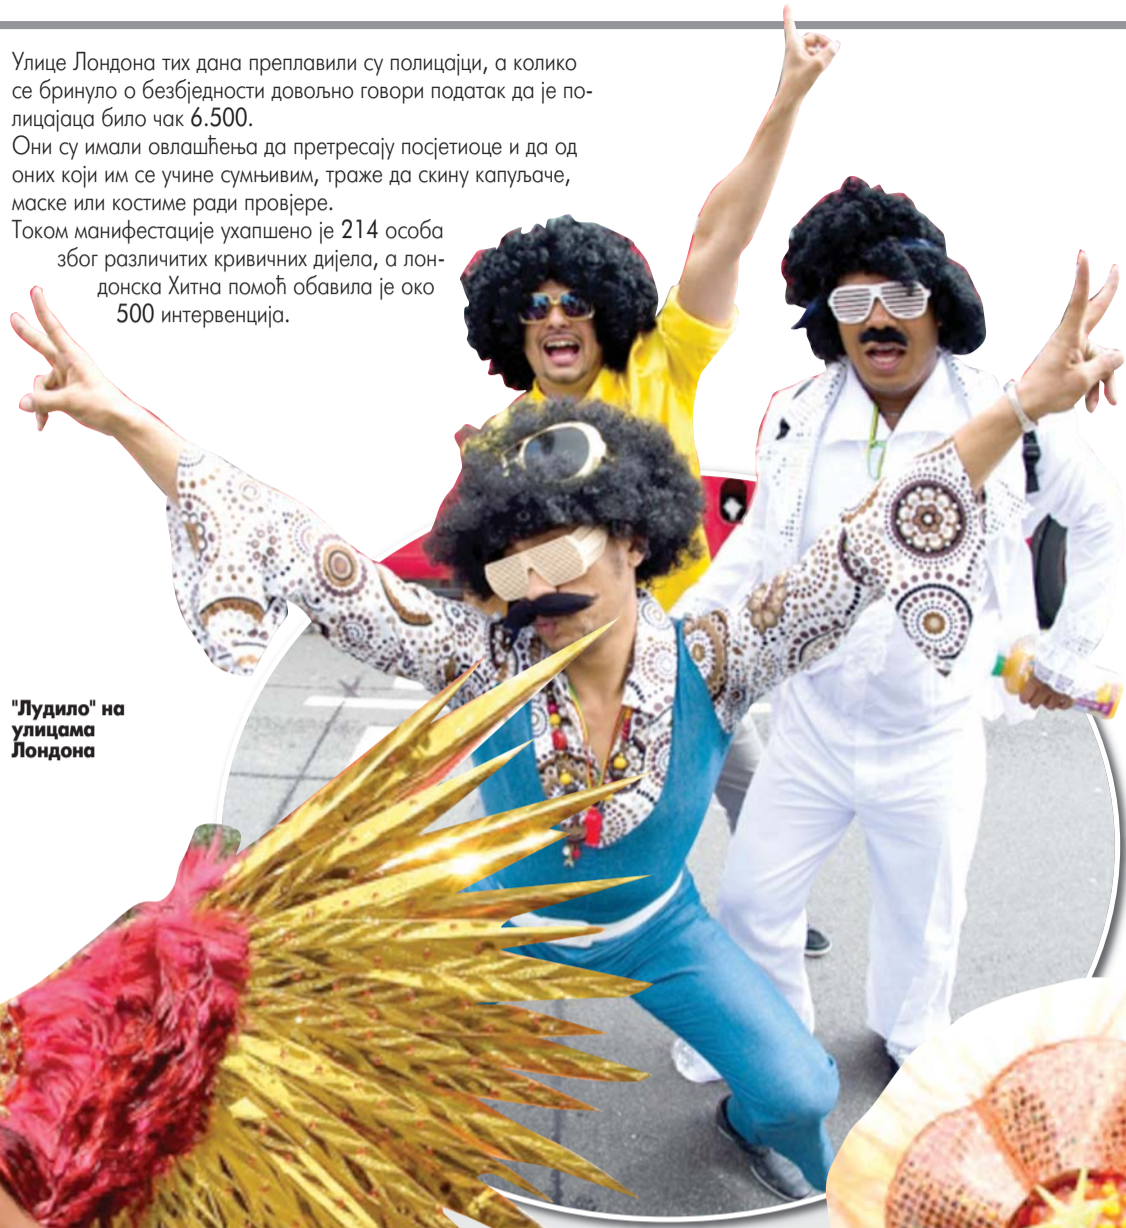 Улице Лондона тих дана преплавили су полицајци, а колико
се бринуло о безбједности довољно говори податак да је по-
лицајаца било чак 6.500.
Они су имали овлашћења да претресају посјетиоце и да од
оних који им се учине сумњивим, траже да скину капуљаче,
маске или костиме ради провјере.
Током манифестације ухапшено је 214 особа
због различитих кривичних дијела, а лон-
донска Хитна помоћ обавила је око
500 интервенција.
"Лудило" на
улицама
Лондона